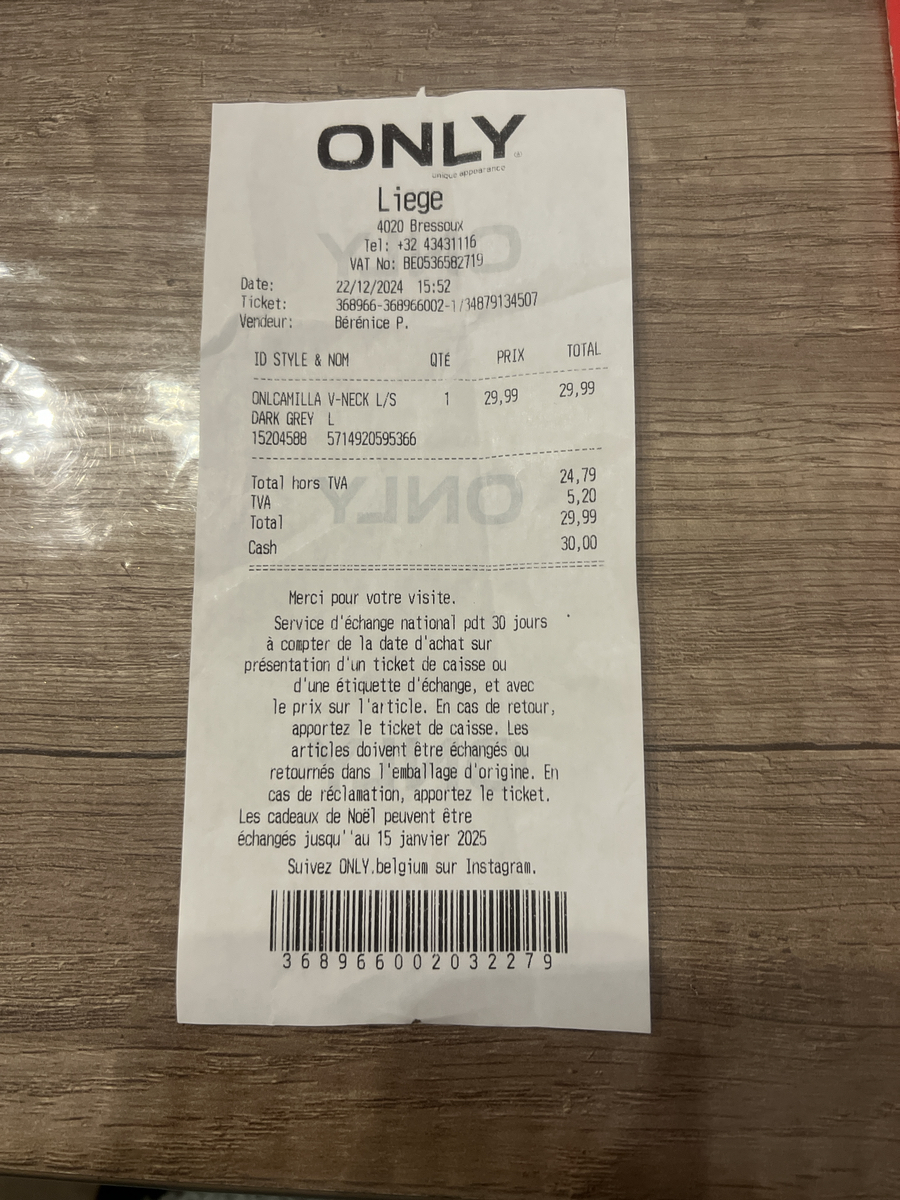 ONLY
unique appearance
Liege
4020 Bressoux
Tel: +32 43431116
VAT No: BE0536582719
Date: 22/12/2024 15:52
Ticket: 368966-368966002-1/34879134507
Vendeur: Bérénice P.
ID STYLE & NOM QTÉ PRIX TOTAL
ONLCAMILLA V-NECK L/S 1 29,99 29,99
DARK GREY L
15204588 5714920595366
Total hors TVA 24,79
TVA 5,20
Total 29,99
Cash 30,00
Merci pour votre visite.
Service d'échange national pdt 30 jours
à compter de la date d'achat sur
présentation d'un ticket de caisse ou
d'une étiquette d'échange, et avec
le prix sur l'article. En cas de retour,
apportez le ticket de caisse. Les
articles doivent être échangés ou
retournés dans l'emballage d'origine. En
cas de réclamation, apportez le ticket.
Les cadeaux de Noël peuvent être
échangés jusqu''au 15 janvier 2025
Suivez ONLY.belgium sur Instagram.
368966002032279